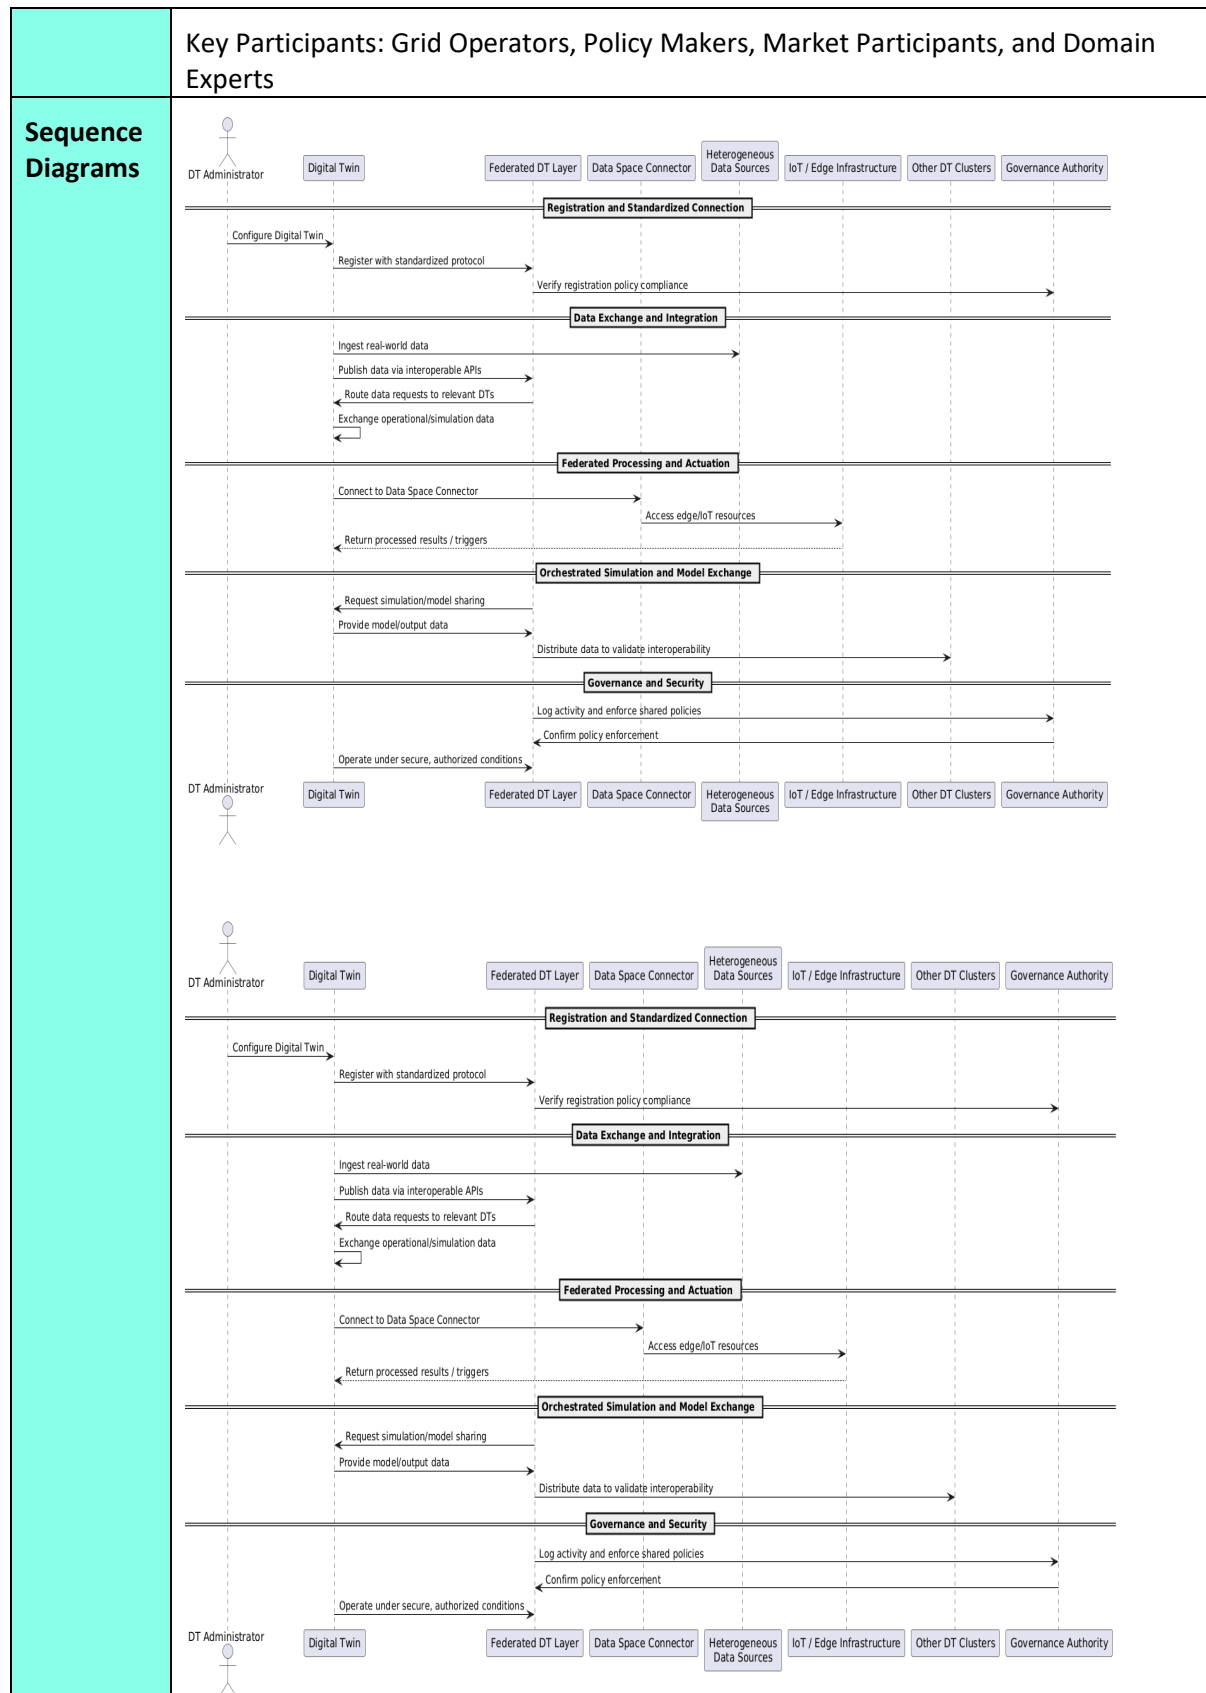 Key Participants: Grid Operators, Policy Makers, Market Participants, and Domain
Experts
Sequence
Diagrams
DT Administrator
Digital Twin
Federated DT Layer
Data Space Connector
Heterogeneous
Data Sources
IoT / Edge Infrastructure
Other DT Clusters
Governance Authority
Registration and Standardized Connection
Configure Digital Twin
Register with standardized protocol
Verify registration policy compliance
Data Exchange and Integration
Ingest real-world data
Publish data via interoperable APIs
Route data requests to relevant DTs
Exchange operational/simulation data
Federated Processing and Actuation
Connect to Data Space Connector
Access edge/IoT resources
Return processed results / triggers
Orchestrated Simulation and Model Exchange
Request simulation/model sharing
Provide model/output data
Distribute data to validate interoperability
Governance and Security
Log activity and enforce shared policies
Confirm policy enforcement
Operate under secure, authorized conditions
DT Administrator
Digital Twin
Federated DT Layer
Data Space Connector
Heterogeneous
Data Sources
IoT / Edge Infrastructure
Other DT Clusters
Governance Authority
DT Administrator
Digital Twin
Federated DT Layer
Data Space Connector
Heterogeneous
Data Sources
IoT / Edge Infrastructure
Other DT Clusters
Governance Authority
Registration and Standardized Connection
Configure Digital Twin
Register with standardized protocol
Verify registration policy compliance
Data Exchange and Integration
Ingest real-world data
Publish data via interoperable APIs
Route data requests to relevant DTs
Exchange operational/simulation data
Federated Processing and Actuation
Connect to Data Space Connector
Access edge/IoT resources
Return processed results / triggers
Orchestrated Simulation and Model Exchange
Request simulation/model sharing
Provide model/output data
Distribute data to validate interoperability
Governance and Security
Log activity and enforce shared policies
Confirm policy enforcement
Operate under secure, authorized conditions
DT Administrator
Digital Twin
Federated DT Layer
Data Space Connector
Heterogeneous
Data Sources
IoT / Edge Infrastructure
Other DT Clusters
Governance Authority